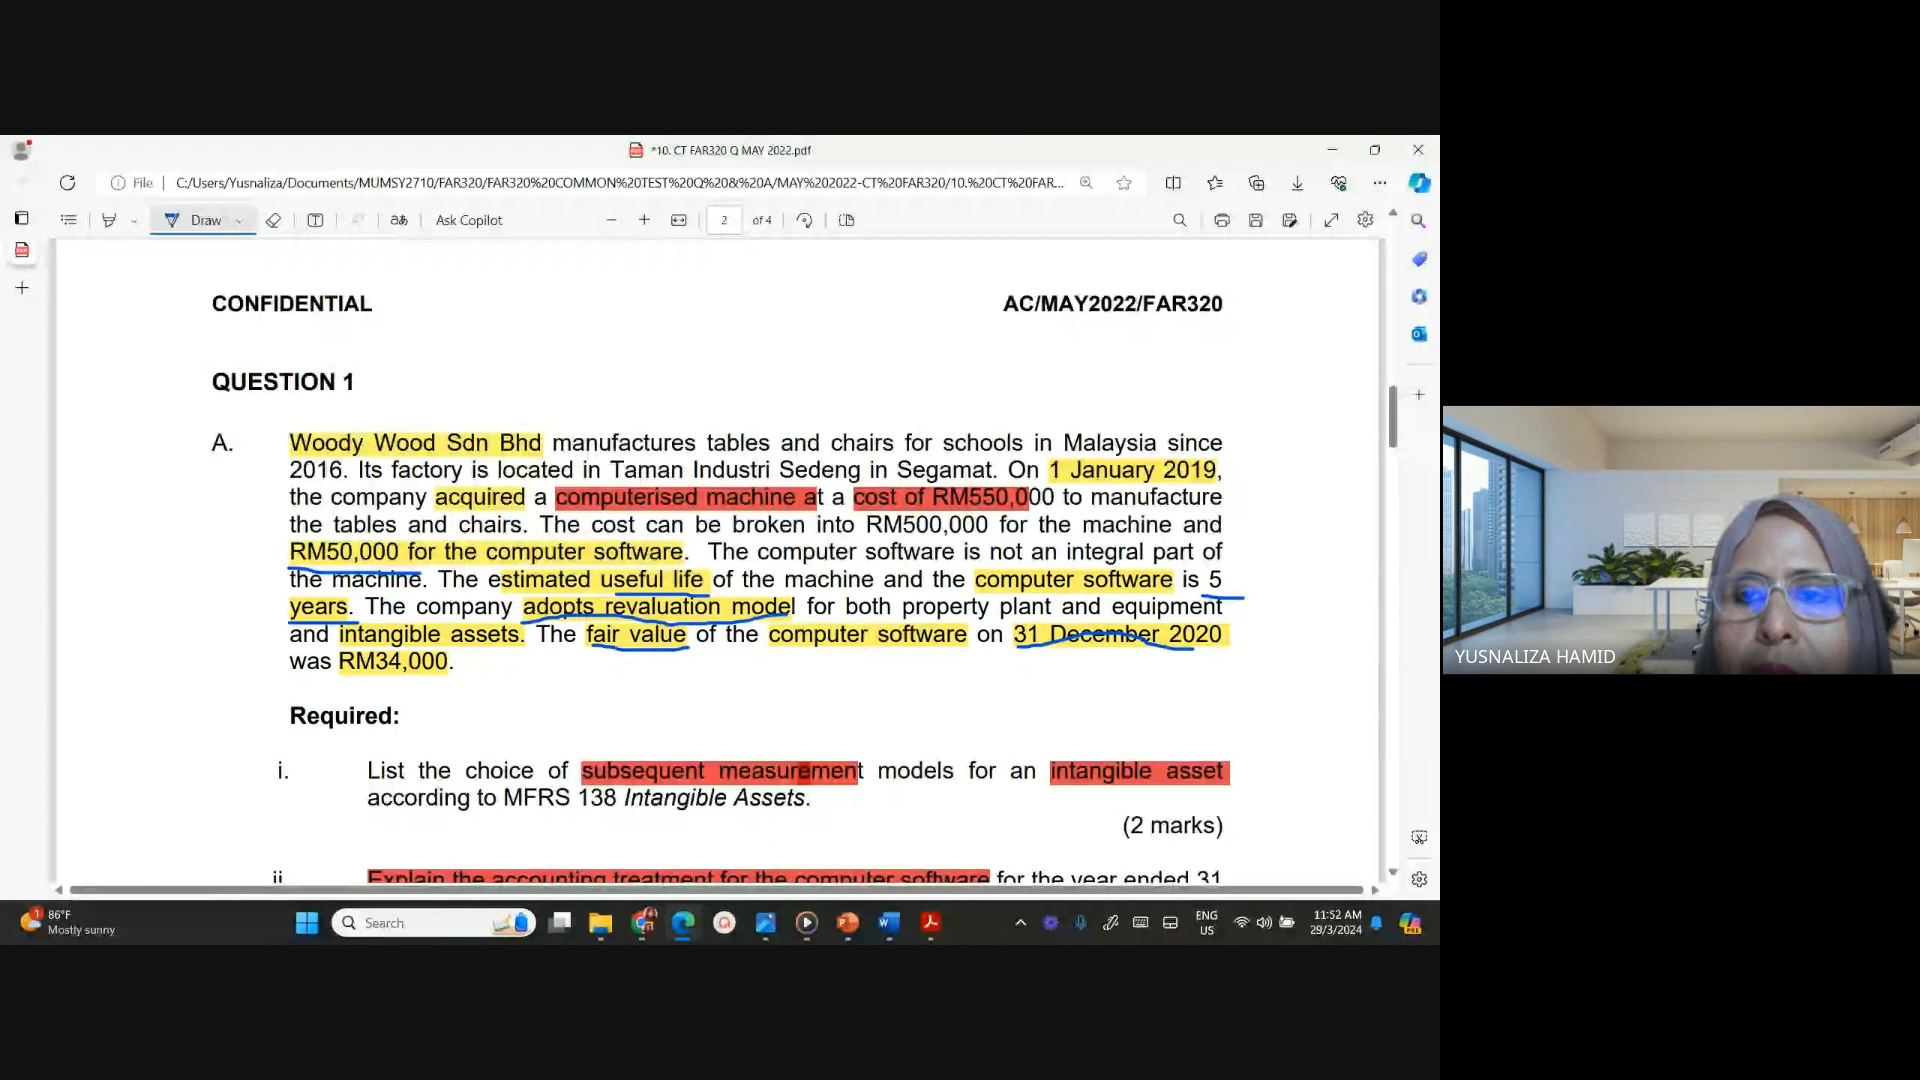 *10. CT FAR320 Q MAY 2022.pdf
File
C:/Users/Yusnaliza/Documents/MUMSY2710/FAR320/FAR320%20COMMON%20TEST%20Q%20&%20A/MAY%202022-CT%20FAR320/10.%20CT%20FAR...
Draw
Ask Copilot
2 of 4
CONFIDENTIAL
AC/MAY2022/FAR320
QUESTION 1
A. Woody Wood Sdn Bhd manufactures tables and chairs for schools in Malaysia since
2016. Its factory is located in Taman Industri Sedeng in Segamat. On 1 January 2019,
the company acquired a computerised machine at a cost of RM550,000 to manufacture
the tables and chairs. The cost can be broken into RM500,000 for the machine and
RM50,000 for the computer software. The computer software is not an integral part of
the machine. The estimated useful life of the machine and the computer software is 5
years. The company adopts revaluation model for both property plant and equipment
and intangible assets. The fair value of the computer software on 31 December 2020
was RM34,000.
Required:
i. List the choice of subsequent measurement models for an intangible asset
according to MFRS 138 Intangible Assets.
(2 marks)
ii. Explain the accounting treatment for the computer software for the year ended 31
YUSNALIZA HAMID
1
86°F
Mostly sunny
Search
ENG
US
11:52 AM
29/3/2024